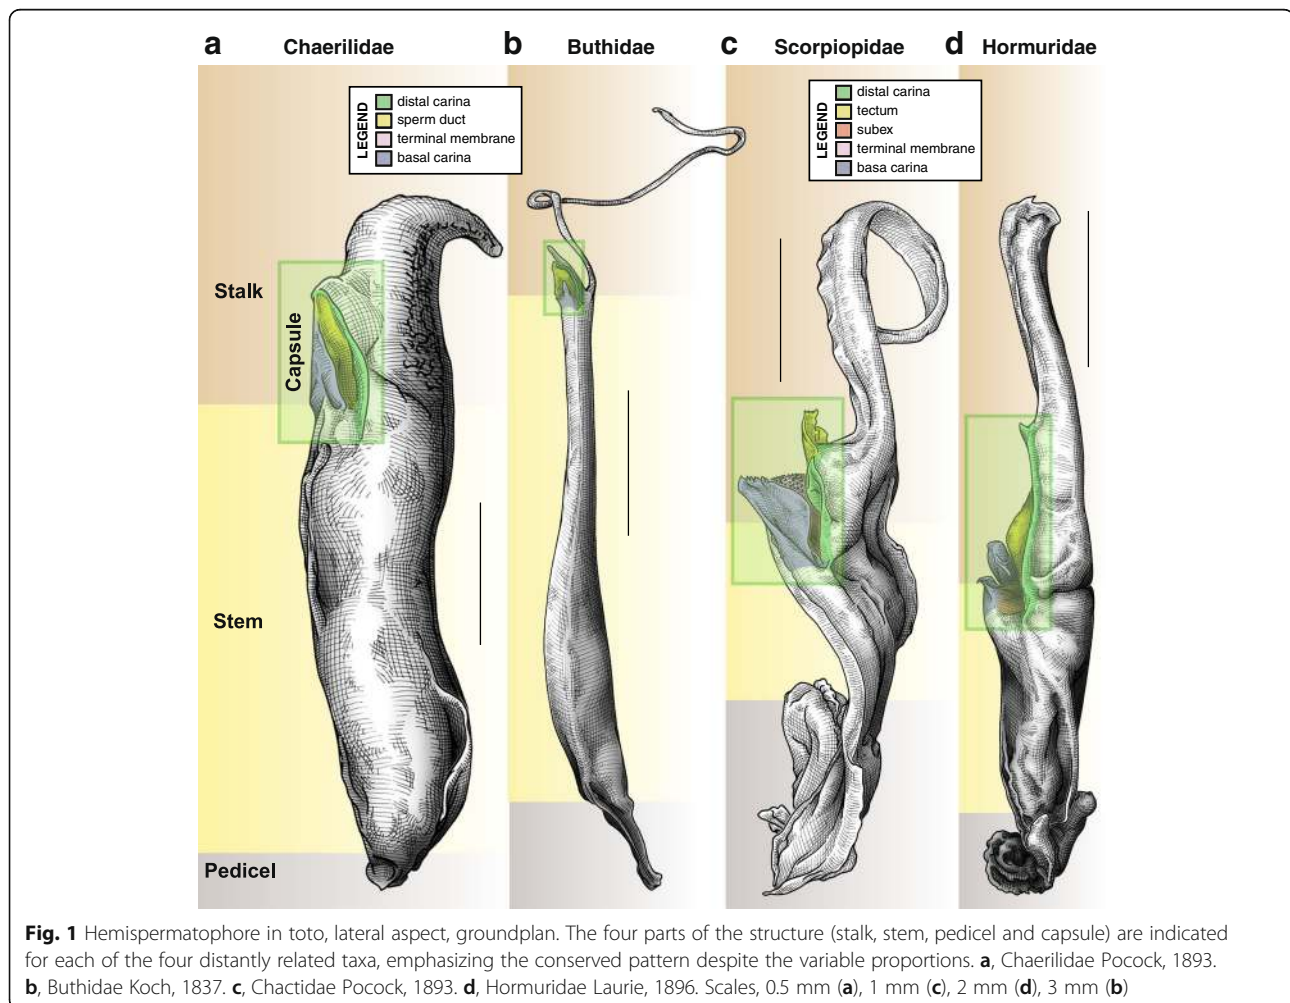 a Chaerilidae b Buthidae c Scorpiopidae d Hormuridae
LEGEND
distal carina
sperm duct
terminal membrane
basal carina
LEGEND
distal carina
tectum
subex
terminal membrane
basa carina
Stalk
Capsule
Stem
Pedicel
Fig. 1 Hemispermatophore in toto, lateral aspect, groundplan. The four parts of the structure (stalk, stem, pedicel and capsule) are indicated
for each of the four distantly related taxa, emphasizing the conserved pattern despite the variable proportions. a, Chaerilidae Pocock, 1893.
b, Buthidae Koch, 1837. c, Chactidae Pocock, 1893. d, Hormuridae Laurie, 1896. Scales, 0.5 mm (a), 1 mm (c), 2 mm (d), 3 mm (b)